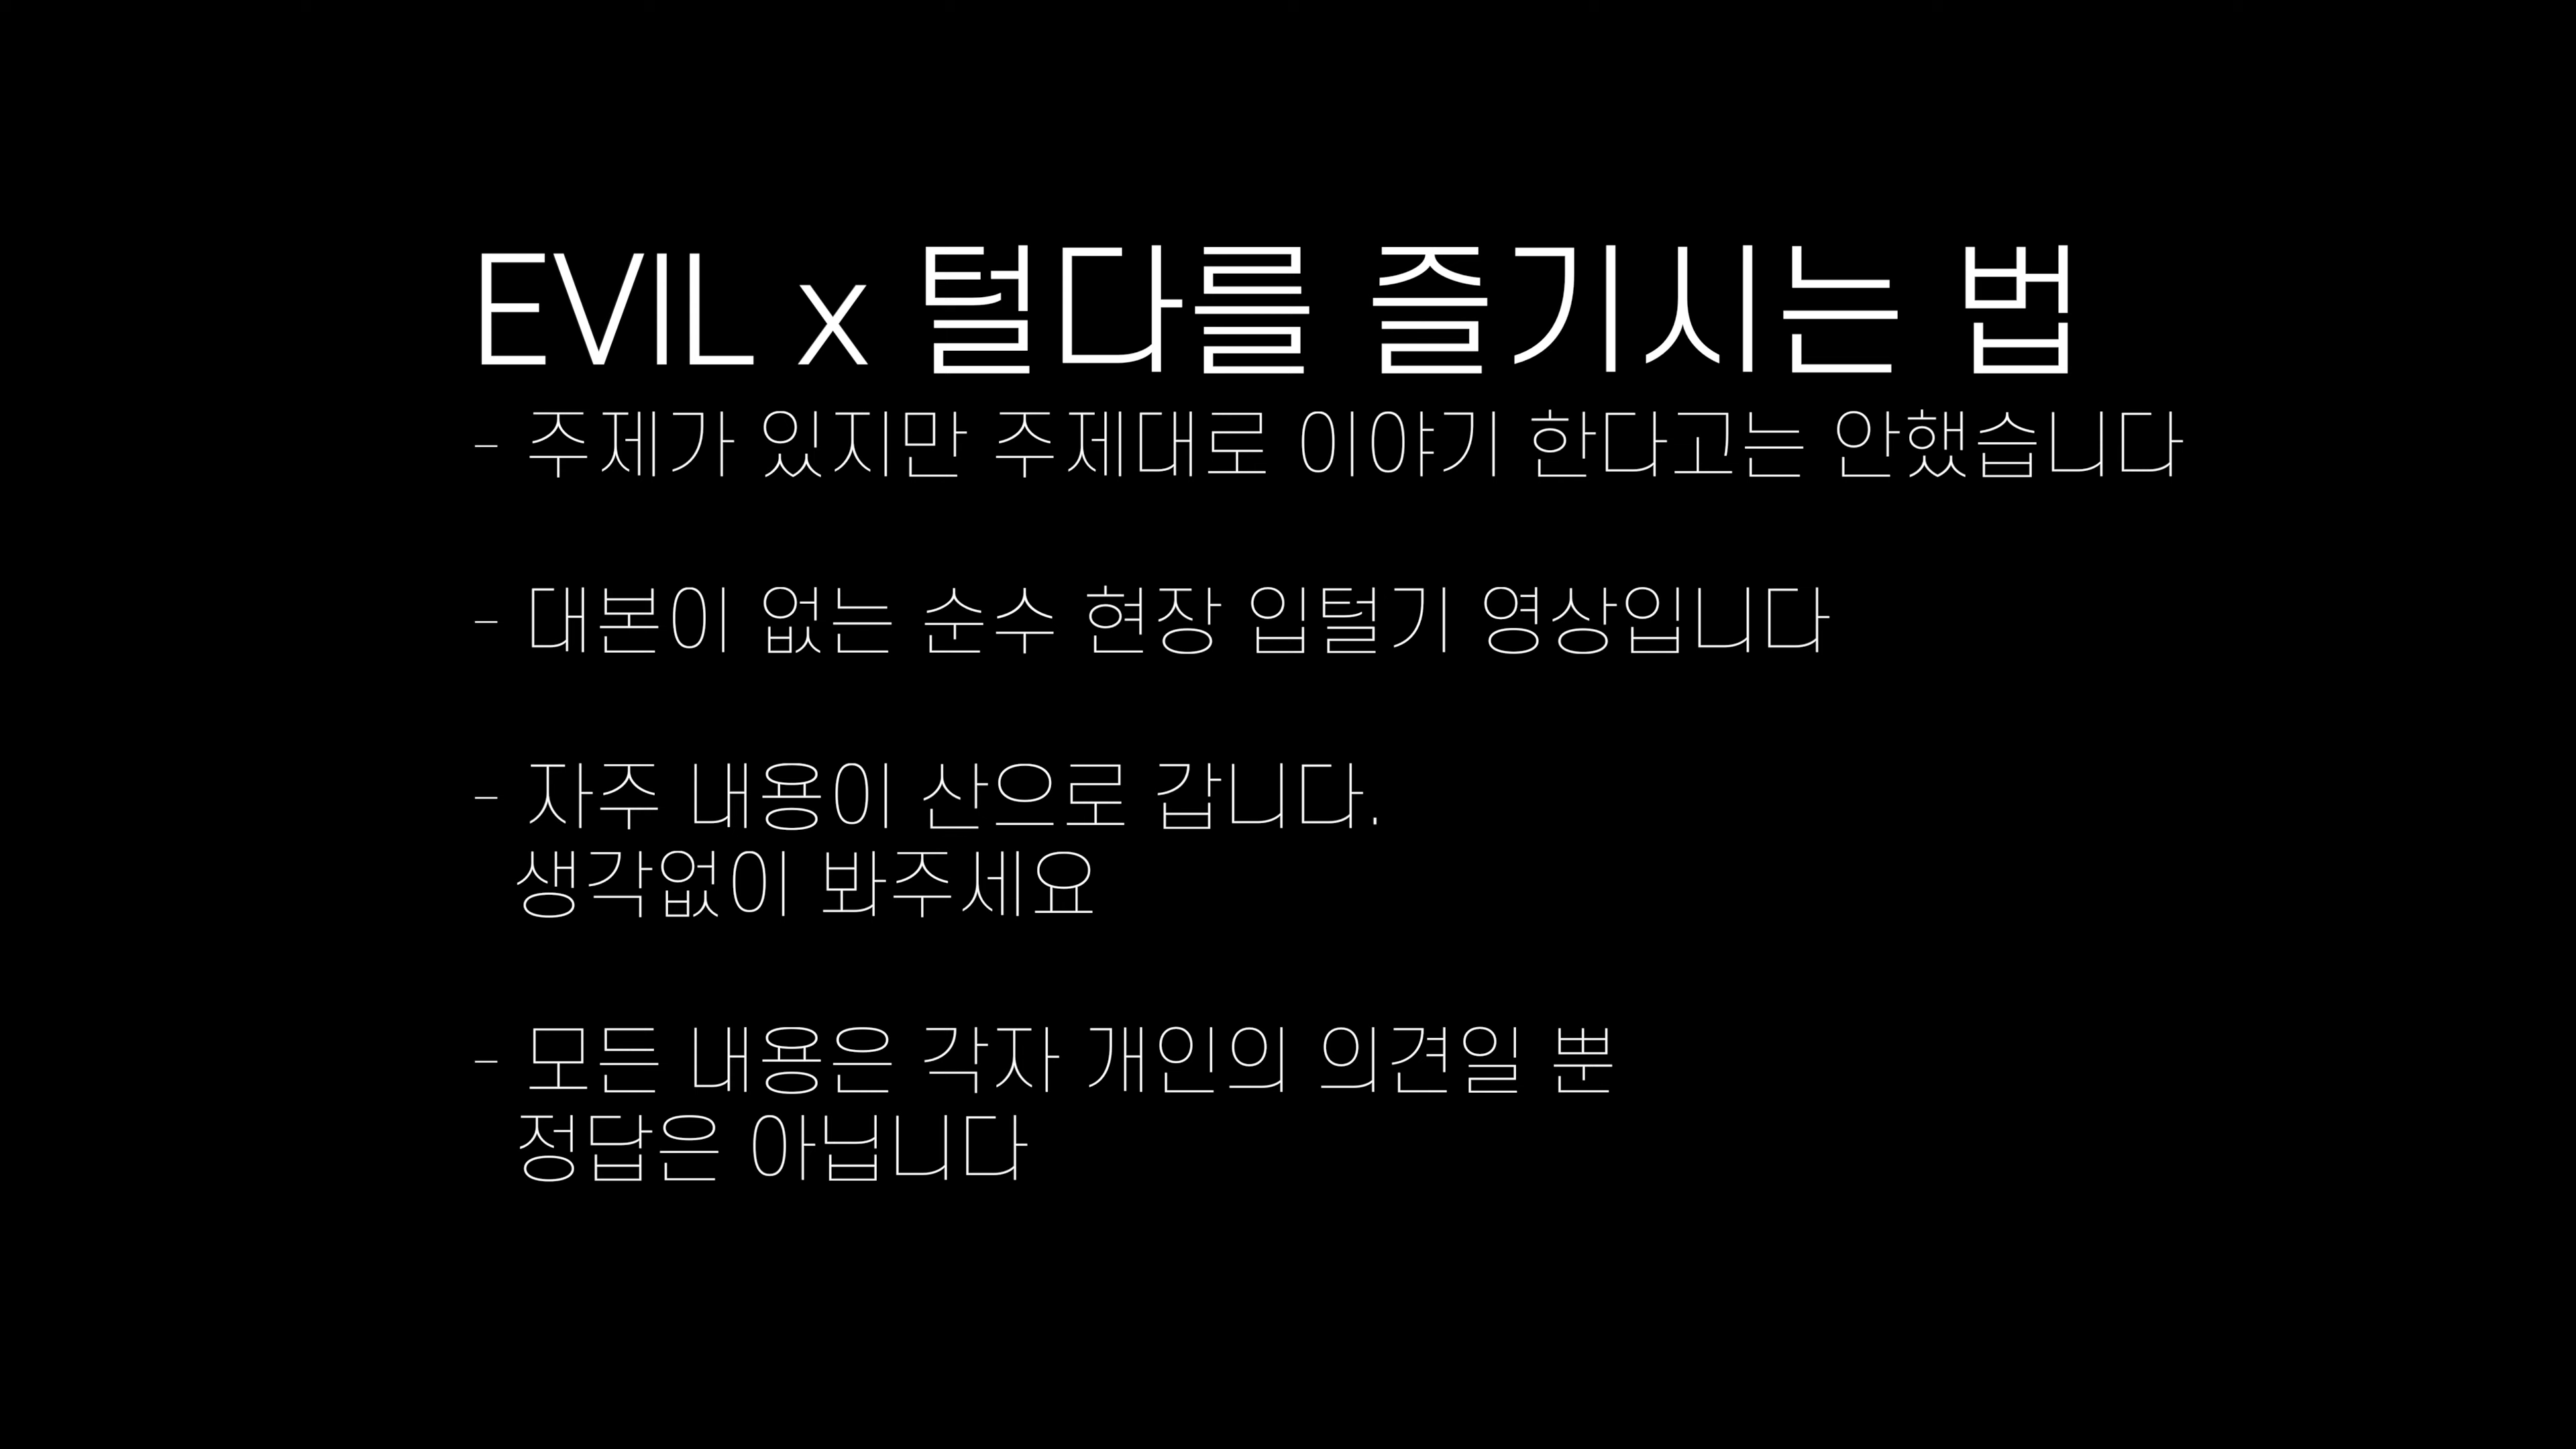 EVIL x 털다를 즐기시는 법
- 주제가 있지만 주제대로 이야기 한다고는 안했습니다
- 대본이 없는 순수 현장 입털기 영상입니다
- 자주 내용이 산으로 갑니다.
생각없이 봐주세요
- 모든 내용은 각자 개인의 의견일 뿐
정답은 아닙니다